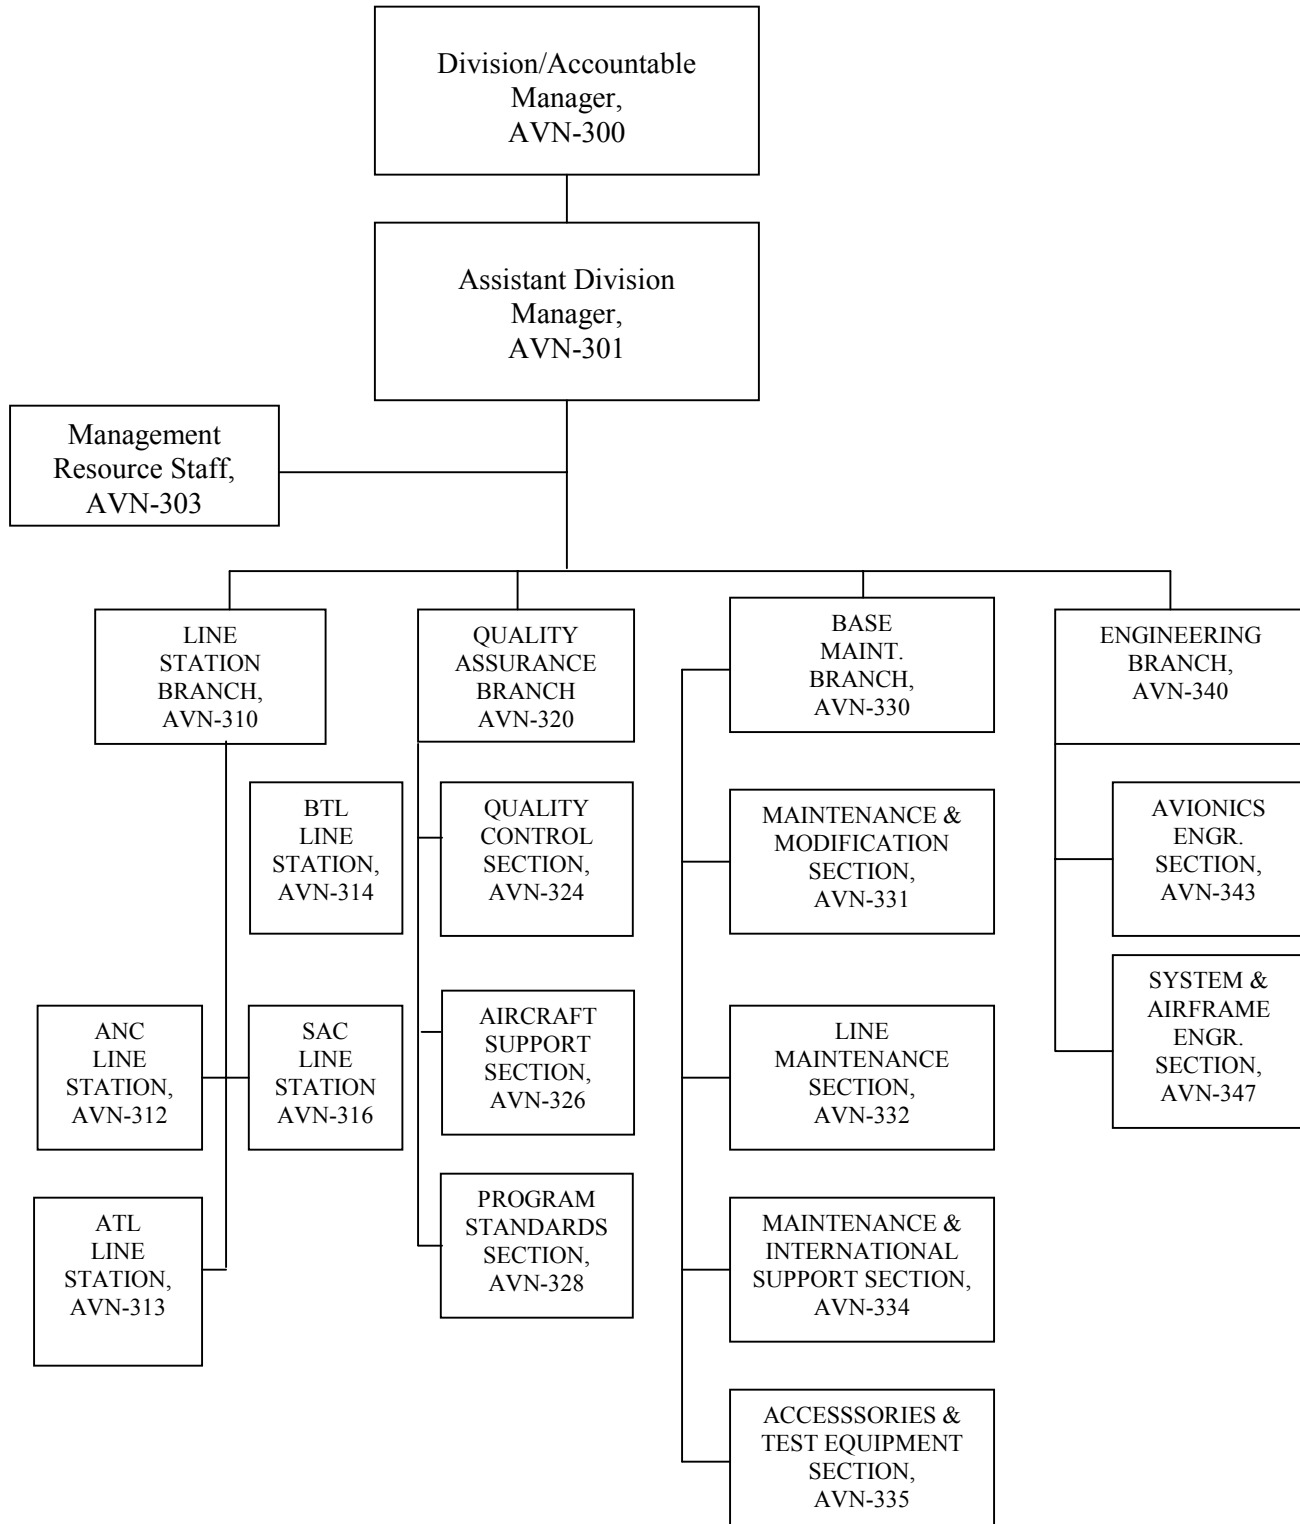 Division/Accountable
Manager,
AVN-300
Assistant Division
Manager,
AVN-301
Management
Resource Staff,
AVN-303
LINE
STATION
BRANCH,
AVN-310
QUALITY
ASSURANCE
BRANCH
AVN-320
BASE
MAINT.
BRANCH,
AVN-330
ENGINEERING
BRANCH,
AVN-340
BTL
LINE
STATION,
AVN-314
QUALITY
CONTROL
SECTION,
AVN-324
MAINTENANCE &
MODIFICATION
SECTION,
AVN-331
AVIONICS
ENGR.
SECTION,
AVN-343
ANC
LINE
STATION,
AVN-312
SAC
LINE
STATION
AVN-316
AIRCRAFT
SUPPORT
SECTION,
AVN-326
LINE
MAINTENANCE
SECTION,
AVN-332
SYSTEM &
AIRFRAME
ENGR.
SECTION,
AVN-347
ATL
LINE
STATION,
AVN-313
PROGRAM
STANDARDS
SECTION,
AVN-328
MAINTENANCE &
INTERNATIONAL
SUPPORT SECTION,
AVN-334
ACCESSSORIES &
TEST EQUIPMENT
SECTION,
AVN-335